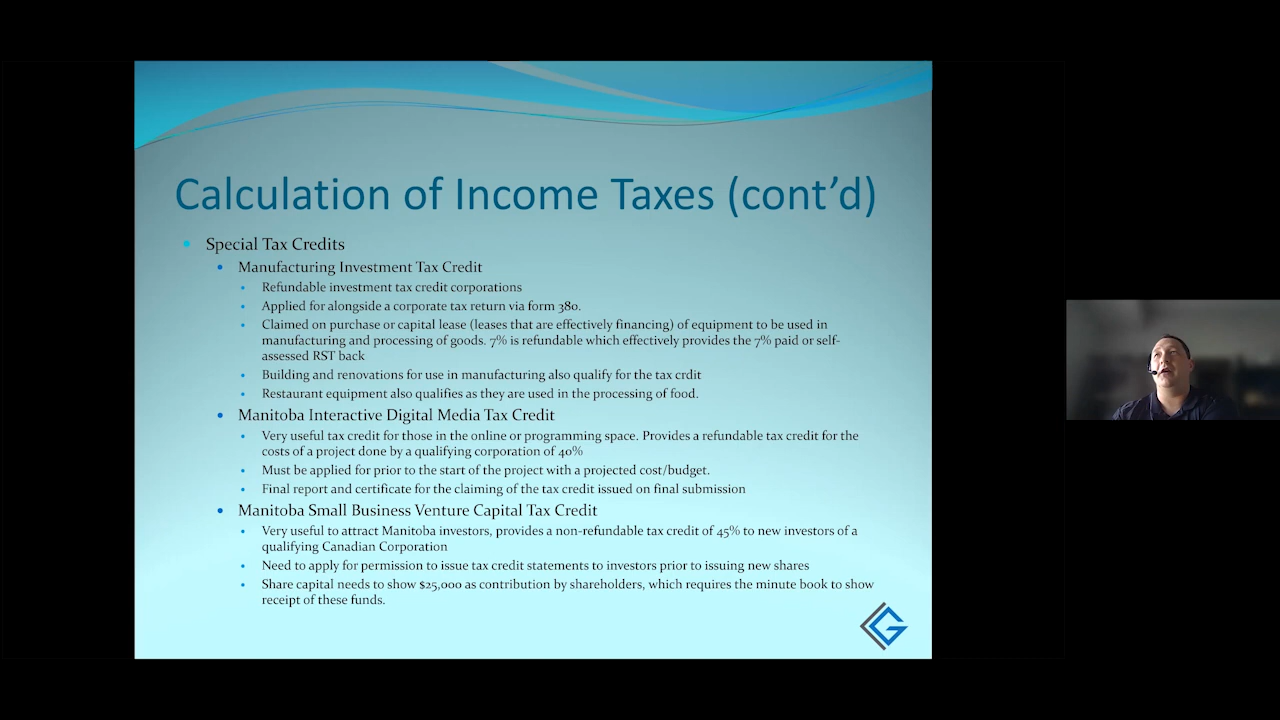 Calculation of Income Taxes (cont’d)
Special Tax Credits
Manufacturing Investment Tax Credit
Refundable investment tax credit corporations
Applied for alongside a corporate tax return via form 380.
Claimed on purchase or capital lease (leases that are effectively financing) of equipment to be used in
manufacturing and processing of goods. 7% is refundable which effectively provides the 7% paid or self-
assessed RST back
Building and renovations for use in manufacturing also qualify for the tax crdit
Restaurant equipment also qualifies as they are used in the processing of food.
Manitoba Interactive Digital Media Tax Credit
Very useful tax credit for those in the online or programming space. Provides a refundable tax credit for the
costs of a project done by a qualifying corporation of 40%
Must be applied for prior to the start of the project with a projected cost/budget.
Final report and certificate for the claiming of the tax credit issued on final submission
Manitoba Small Business Venture Capital Tax Credit
Very useful to attract Manitoba investors, provides a non-refundable tax credit of 45% to new investors of a
qualifying Canadian Corporation
Need to apply for permission to issue tax credit statements to investors prior to issuing new shares
Share capital needs to show $25,000 as contribution by shareholders, which requires the minute book to show
receipt of these funds.